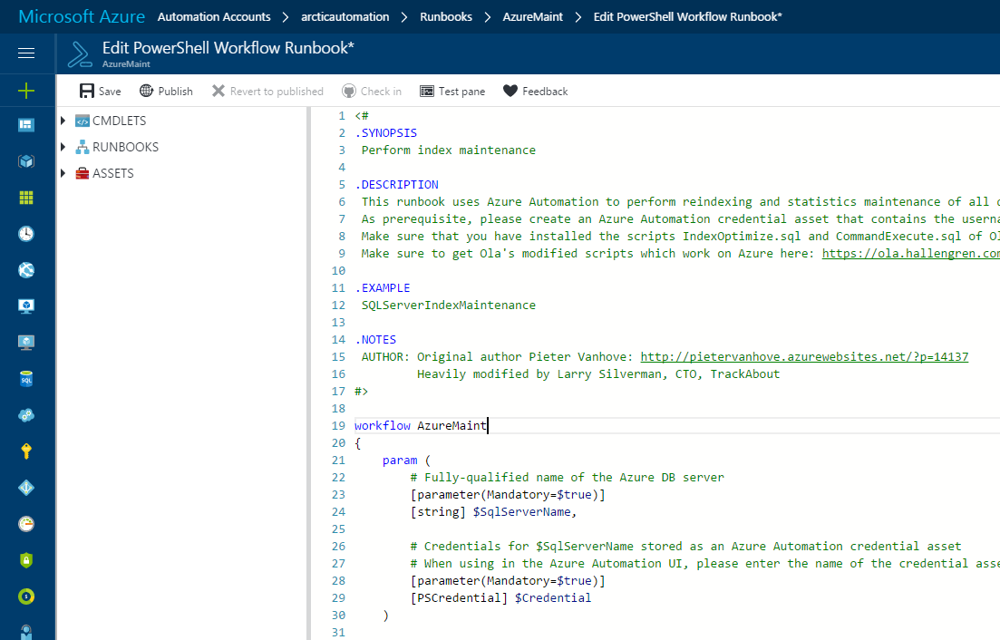 Microsoft Azure Automation Accounts > arcticautomation > Runbooks > AzureMaint > Edit PowerShell Workflow Runbook*
Edit PowerShell Workflow Runbook*
AzureMaint
Save Publish Revert to published Check in Test pane Feedback
CMDLETS
RUNBOOKS
ASSETS
SQL
1 <#
2 .SYNOPSIS
3 Perform index maintenance
4
5 .DESCRIPTION
6 This runbook uses Azure Automation to perform reindexing and statistics maintenance of all
7 As prerequisite, please create an Azure Automation credential asset that contains the
8 Make sure that you have installed the scripts IndexOptimize.sql and CommandExecute.sql of
9 Make sure to get Ola's modified scripts which work on Azure here: https://ola.hallengren.com
10
11 .EXAMPLE
12 SQLServerIndexMaintenance
13
14 .NOTES
15 AUTHOR: Original author Pieter Vanhove: http://pietervanhove.azurewebsites.net/?p=14137
16 Heavily modified by Larry Silverman, CTO, TrackAbout
17 #>
18
19 workflow AzureMaint
20 {
21 param (
22 # Fully-qualified name of the Azure DB server
23 [parameter(Mandatory=$true)]
24 [string] $SqlServerName,
25
26 # Credentials for $SqlServerName stored as an Azure Automation credential asset
27 # When using in the Azure Automation UI, please enter the name of the credential
28 [parameter(Mandatory=$true)]
29 [PSCredential] $Credential
30 )
31